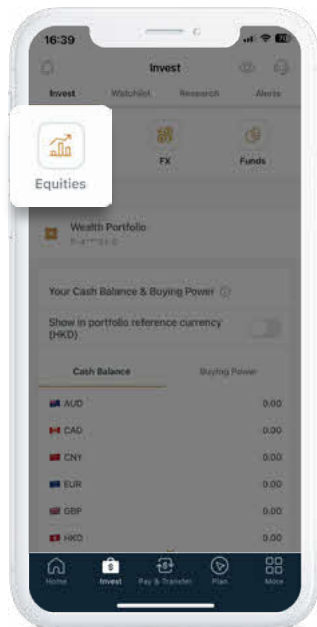 16:39
70
Invest
Invest Watchlist Research Alerts
Equities FX Funds
Wealth Portfolio
Your Cash Balance & Buying Power
Show in portfolio reference currency
(HKD)
Cash Balance Buying Power
AUD 0.00
CAD 0.00
CNY 0.00
EUR 0.00
GBP 0.00
HKD 0.00
Home Invest Pay & Transfer Plan More